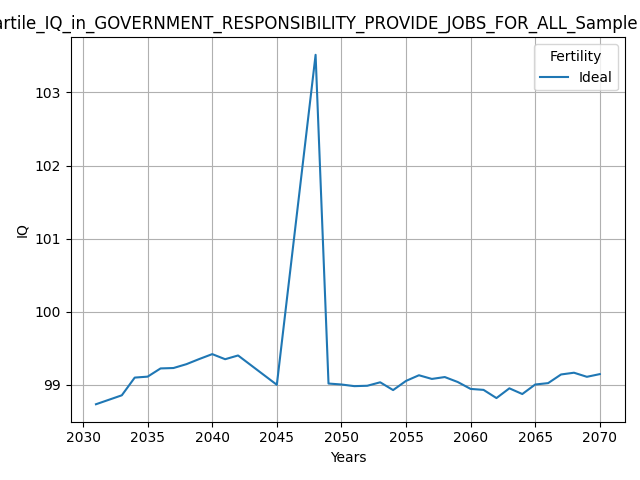 artile_IQ_in_GOVERNMENT_RESPONSIBILITY_PROVIDE_JOBS_FOR_ALL_Sample
Fertility
Ideal
103
102
101
100
99
IQ
2030 2035 2040 2045 2050 2055 2060 2065 2070
Years